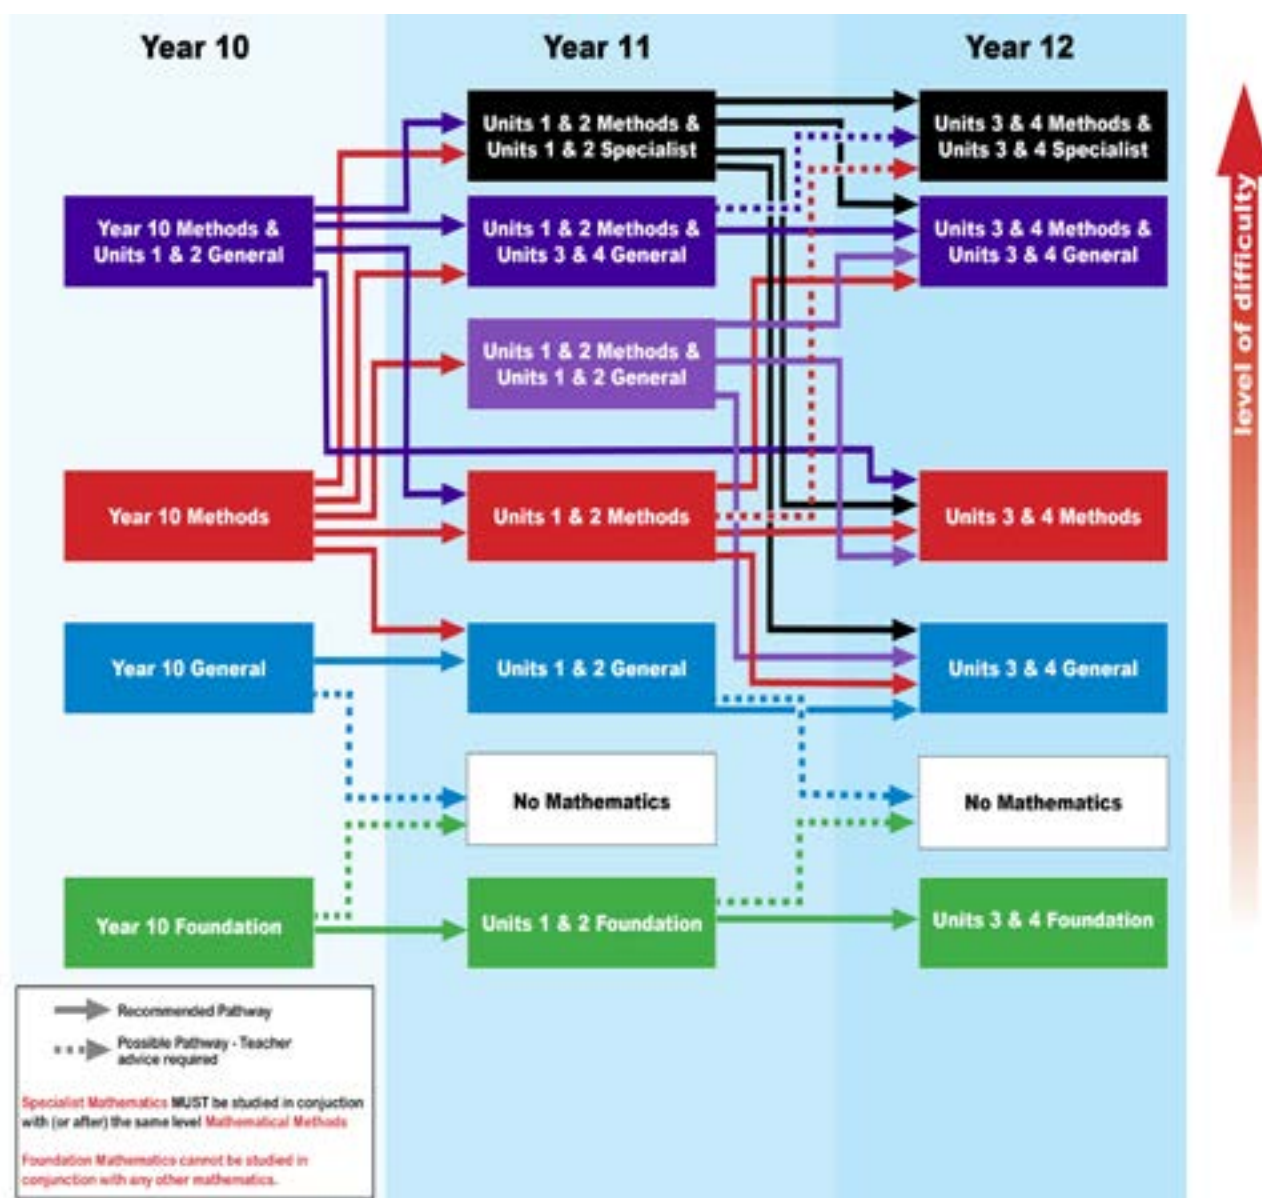 Year 10
Year 11
Year 12
Units 1 & 2 Methods &
Units 1 & 2 Specialist
Units 3 & 4 Methods &
Units 3 & 4 Specialist
Year 10 Methods &
Units 1 & 2 General
Units 1 & 2 Methods &
Units 3 & 4 General
Units 3 & 4 Methods &
Units 3 & 4 General
Units 1 & 2 Methods &
Units 1 & 2 General
Year 10 Methods
Units 1 & 2 Methods
Units 3 & 4 Methods
Year 10 General
Units 1 & 2 General
Units 3 & 4 General
No Mathematics
No Mathematics
Year 10 Foundation
Units 1 & 2 Foundation
Units 3 & 4 Foundation
level of difficulty
Recommended Pathway
Possible Pathway - Teacher
advice required
Specialist Mathematics MUST be studied in conjuction
with (or after) the same level Mathematical Methods
Foundation Mathematics cannot be studied in
conjunction with any other mathematics.